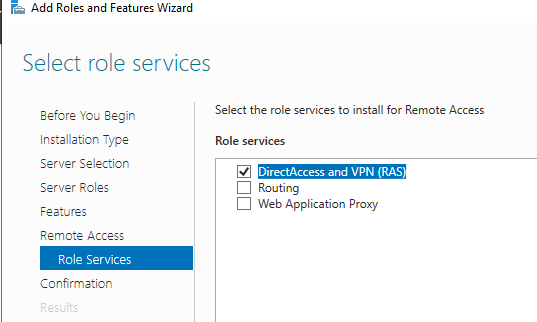 Add Roles and Features Wizard
Select role services
Before You Begin
Installation Type
Server Selection
Server Roles
Features
Remote Access
Role Services
Confirmation
Results
Select the role services to install for Remote Access
Role services
DirectAccess and VPN (RAS)
Routing
Web Application Proxy